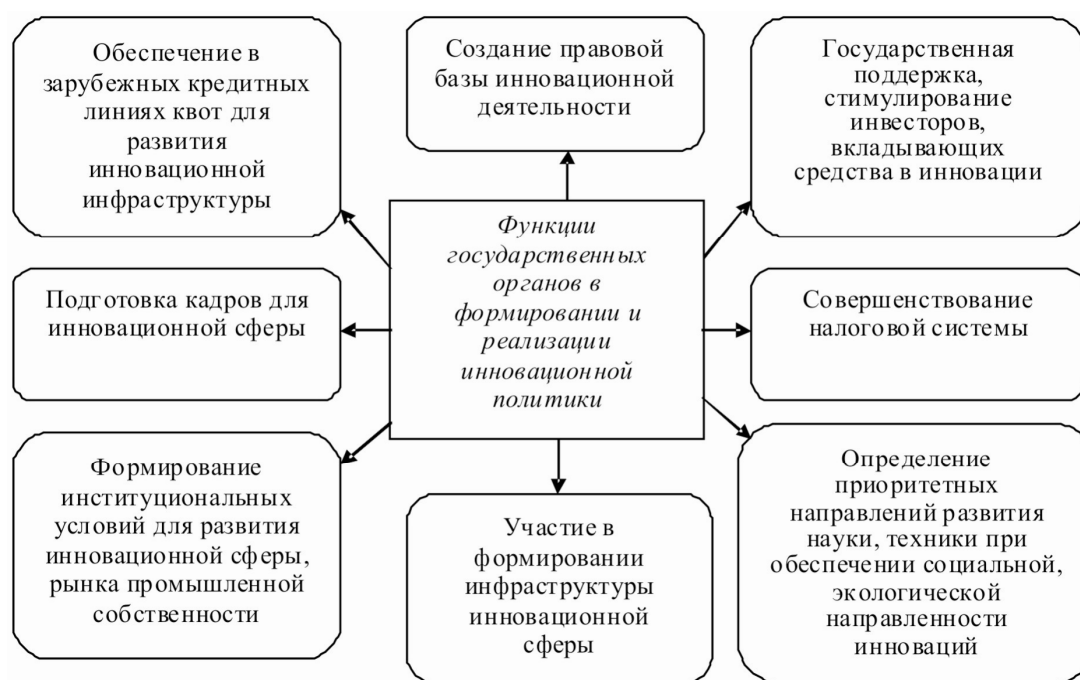 Обеспечение в
зарубежных кредитных
линиях квот для
развития
инновационной
инфраструктуры
Создание правовой
базы инновационной
деятельности
Государственная
поддержка,
стимулирование
инвесторов,
вкладывающих
средства в инновации
Функции
государственных
органов в
формировании и
реализации
инновационной
политики
Подготовка кадров для
инновационной сферы
Совершенствование
налоговой системы
Формирование
институциональных
условий для развития
инновационной сферы,
рынка промышленной
собственности
Участие в
формировании
инфраструктуры
инновационной
сферы
Определение
приоритетных
направлений развития
науки, техники при
обеспечении социальной,
экологической
направленности
инноваций